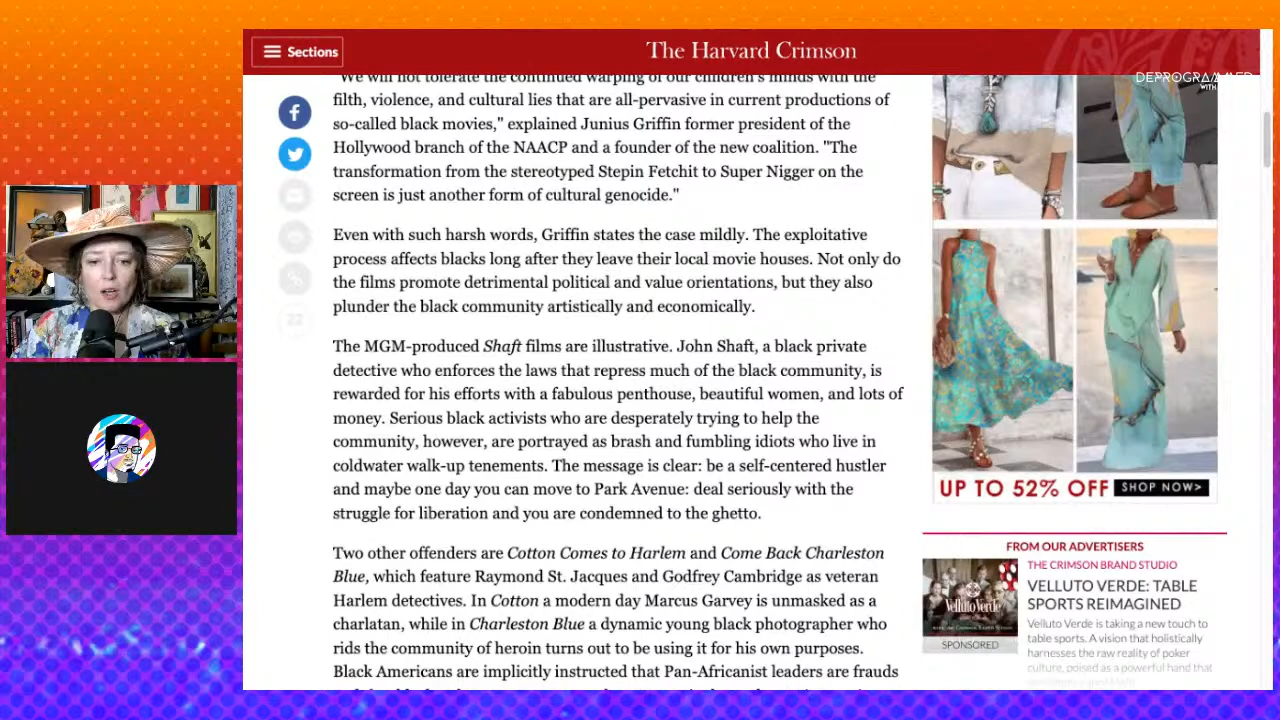 Sections
The Harvard Crimson
DEPROGRAMMED
WITH
"We will not tolerate the continued warping of our children's minds with the
filth, violence, and cultural lies that are all-pervasive in current productions of
so-called black movies," explained Junius Griffin former president of the
Hollywood branch of the NAACP and a founder of the new coalition. "The
transformation from the stereotyped Stepin Fetchit to Super Nigger on the
screen is just another form of cultural genocide."
22
Even with such harsh words, Griffin states the case mildly. The exploitative
process affects blacks long after they leave their local movie houses. Not only do
the films promote detrimental political and value orientations, but they also
plunder the black community artistically and economically.
The MGM-produced Shaft films are illustrative. John Shaft, a black private
detective who enforces the laws that repress much of the black community, is
rewarded for his efforts with a fabulous penthouse, beautiful women, and lots of
money. Serious black activists who are desperately trying to help the
community, however, are portrayed as brash and fumbling idiots who live in
coldwater walk-up tenements. The message is clear: be a self-centered hustler
and maybe one day you can move to Park Avenue: deal seriously with the
struggle for liberation and you are condemned to the ghetto.
Two other offenders are Cotton Comes to Harlem and Come Back Charleston
Blue, which feature Raymond St. Jacques and Godfrey Cambridge as veteran
Harlem detectives. In Cotton a modern day Marcus Garvey is unmasked as a
charlatan, while in Charleston Blue a dynamic young black photographer who
rids the community of heroin turns out to be using it for his own purposes.
Black Americans are implicitly instructed that Pan-Africanist leaders are frauds
UP TO 52% OFF SHOP NOW>
FROM OUR ADVERTISERS
THE CRIMSON BRAND STUDIO
VELLUTO VERDE: TABLE
SPORTS REIMAGINED
Velluto Verde is taking a new touch to
table sports. A vision that holistically
harnesses the raw reality of poker
culture, poised as a powerful hand that
Velluto Verde
SPONSORED